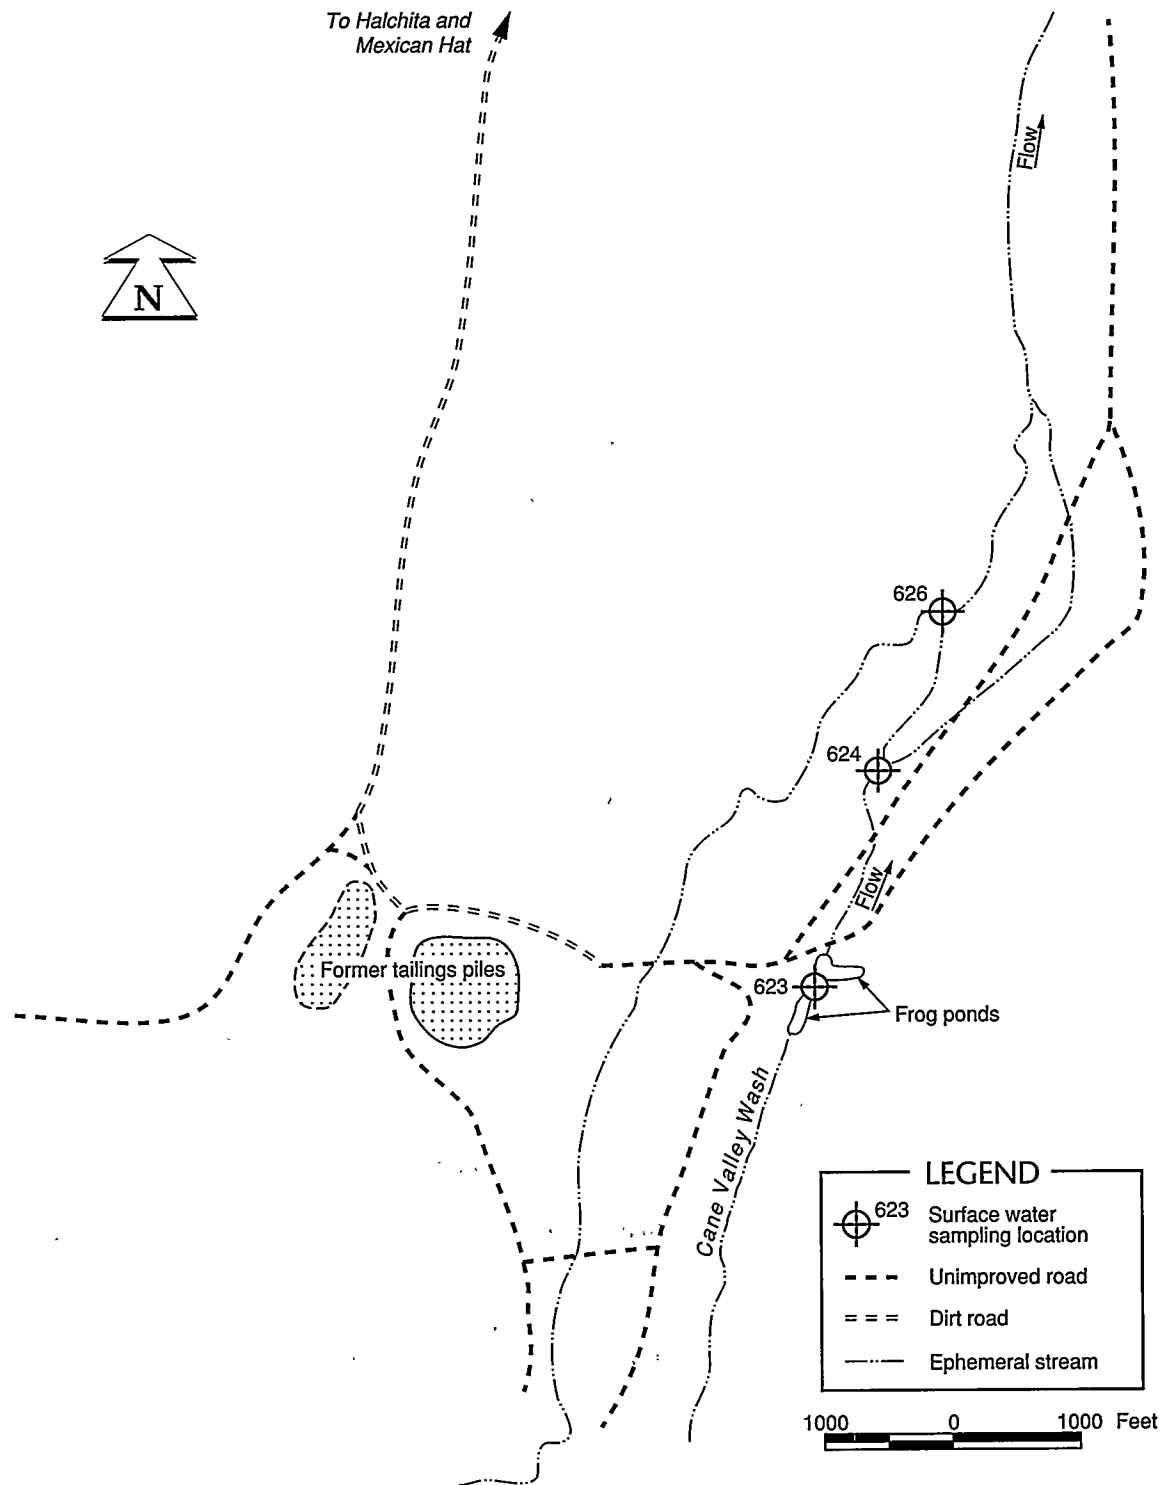 To Halchita and
Mexican Hat
Flow
N
626
624
Flow
Former tailings piles
623
Frog ponds
Cane Valley Wash
LEGEND
623 Surface water
sampling location
Unimproved road
Dirt road
Ephemeral stream
1000 0 1000 Feet